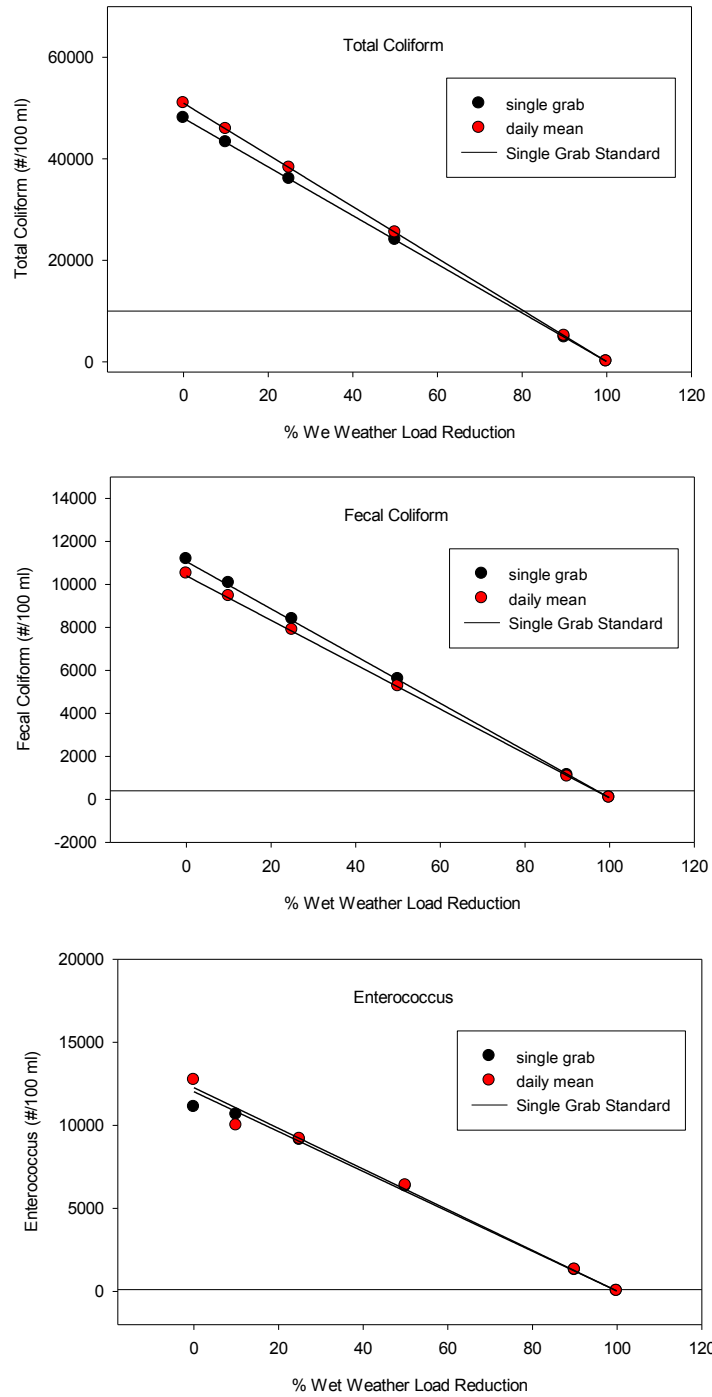 Total Coliform
60000
40000
20000
0
Total Coliform (#/100 ml)
single grab
daily mean
Single Grab Standard
0 20 40 60 80 100 120
% We Weather Load Reduction
Fecal Coliform
14000
12000
10000
8000
6000
4000
2000
0
-2000
Fecal Coliform (#/100 ml)
single grab
daily mean
Single Grab Standard
0 20 40 60 80 100 120
% Wet Weather Load Reduction
Enterococcus
20000
15000
10000
5000
0
Enterococcus (#/100 ml)
single grab
daily mean
Single Grab Standard
0 20 40 60 80 100 120
% Wet Weather Load Reduction